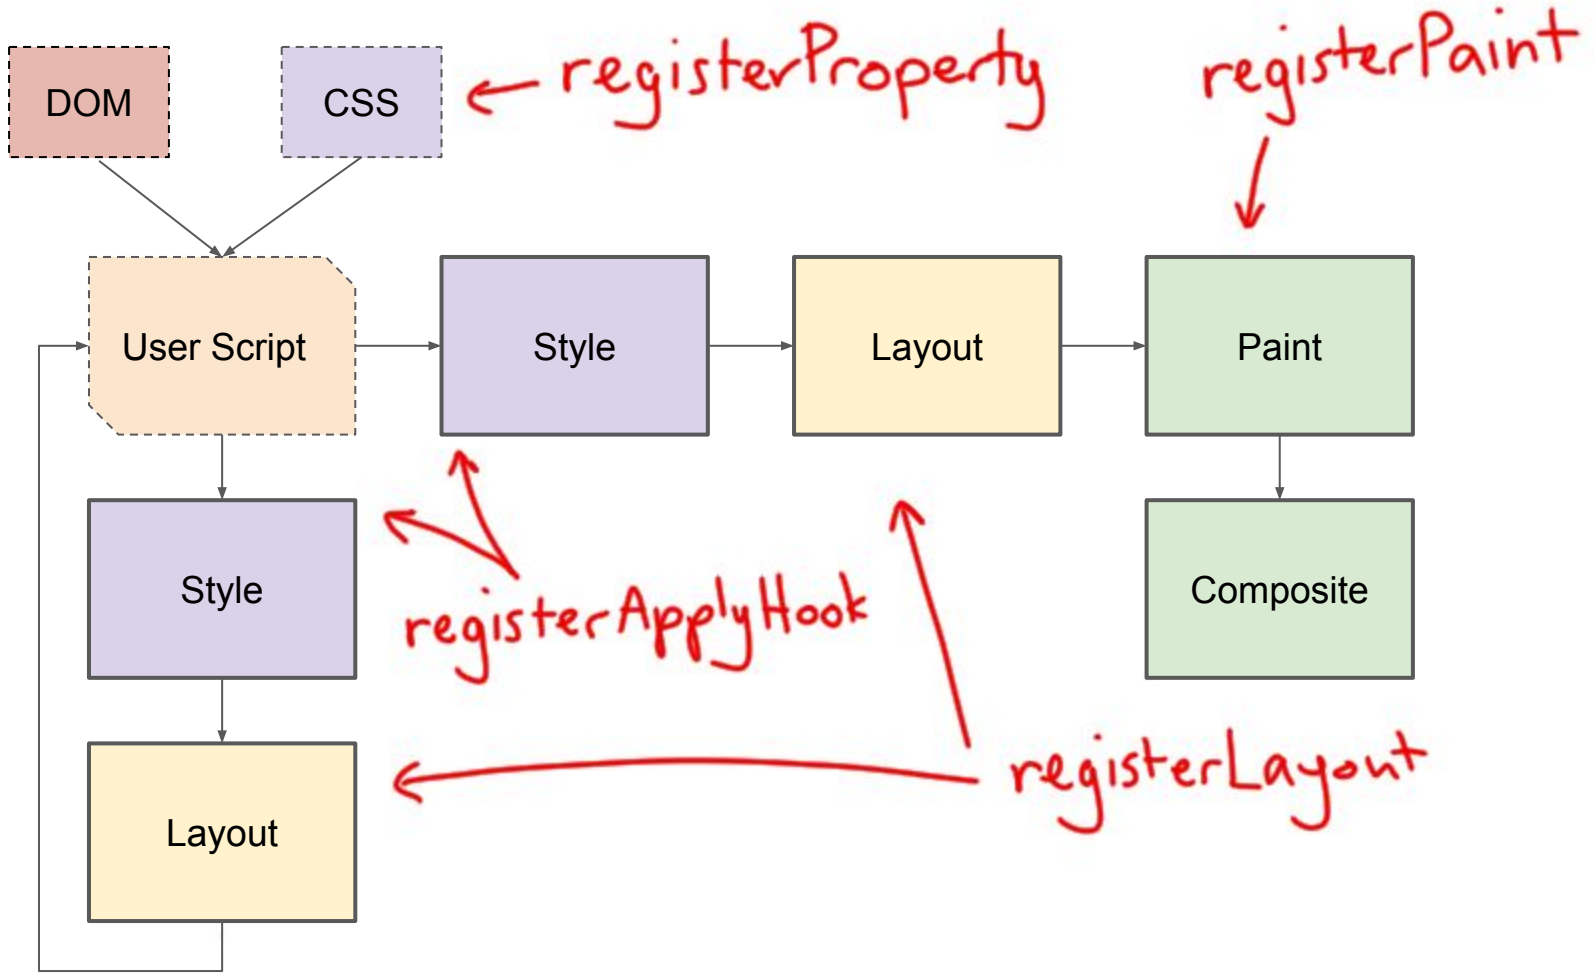 registerProperty
registerPaint
DOM
CSS
User Script
Style
Layout
Paint
Style
Composite
registerApplyHook
registerLayout
Layout